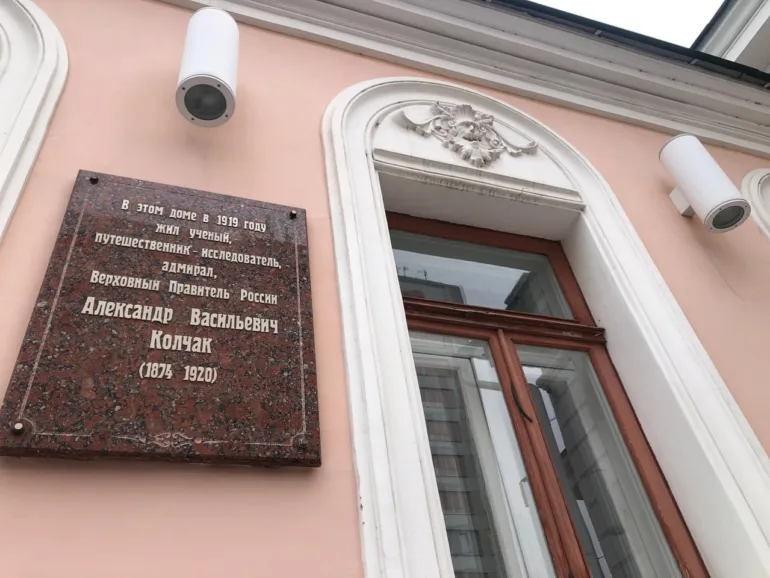 В этом доме в 1919 году
жил ученый,
путешественник - исследователь,
адмирал,
Верховный Правитель России
Александр Васильевич
Колчак
(1874 1920)